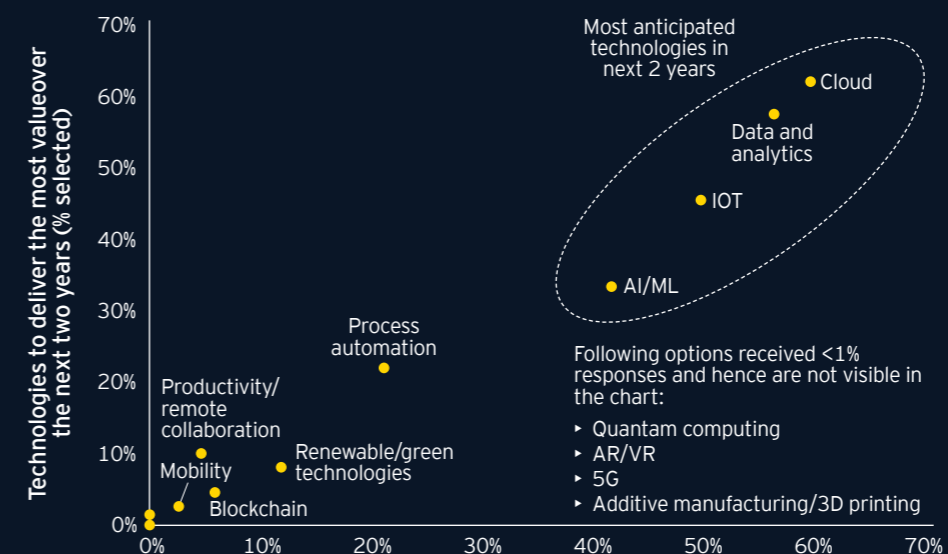 Technologies to deliver the most valueover
the next two years (% selected)
70%
60%
50%
40%
30%
20%
10%
0%
Most anticipated
technologies in
next 2 years
Cloud
Data and
analytics
IOT
AI/ML
Process
automation
Productivity/
remote
collaboration
Mobility
Renewable/green
technologies
Blockchain
Following options received <1%
responses and hence are not visible in
the chart:
‣ Quantam computing
‣ AR/VR
‣ 5G
‣ Additive manufacturing/3D printing
0% 10% 20% 30% 40% 50% 60% 70%